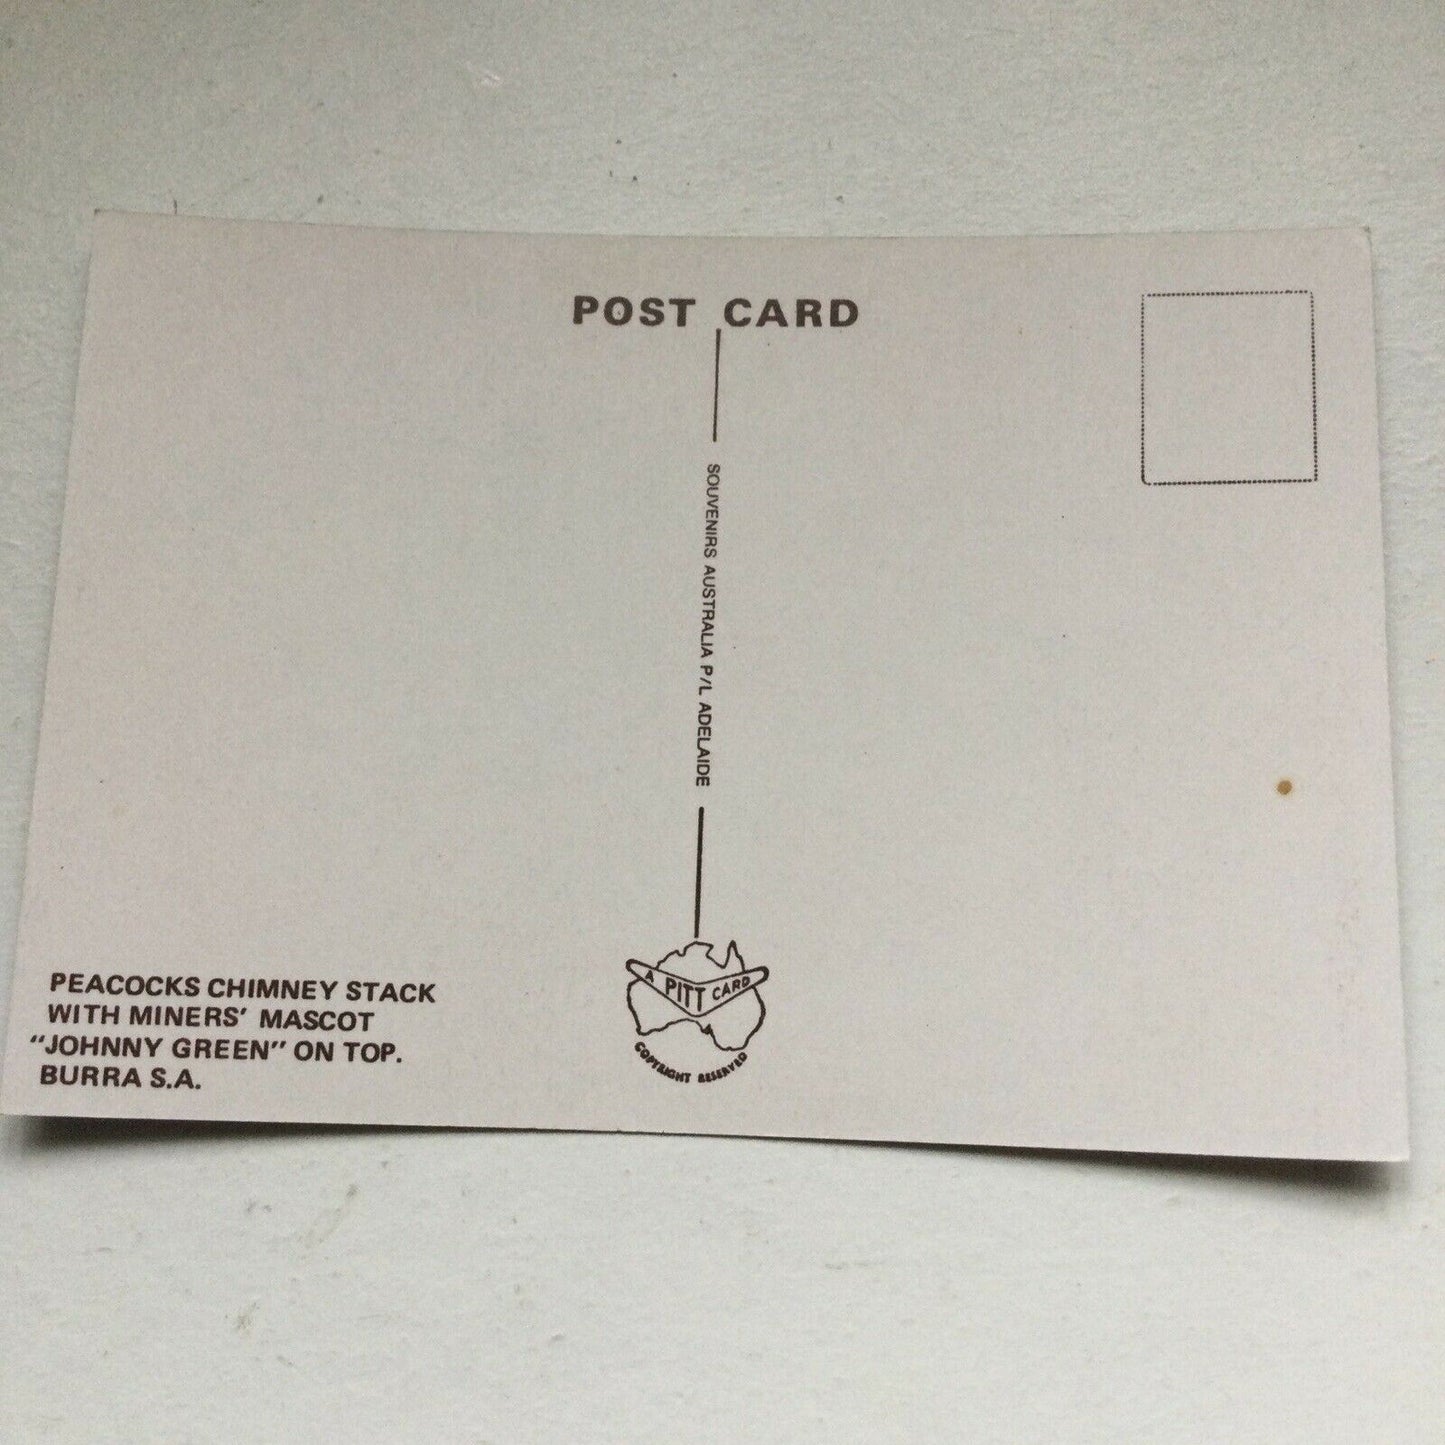 POST CARD
SOUVENIRS AUSTRALIA P/L ADELAIDE
PEACOCKS CHIMNEY STACK
WITH MINERS' MASCOT
"JOHNNY GREEN" ON TOP.
BURRA S.A.
A PITT CARD
COPYRIGHT RESERVED